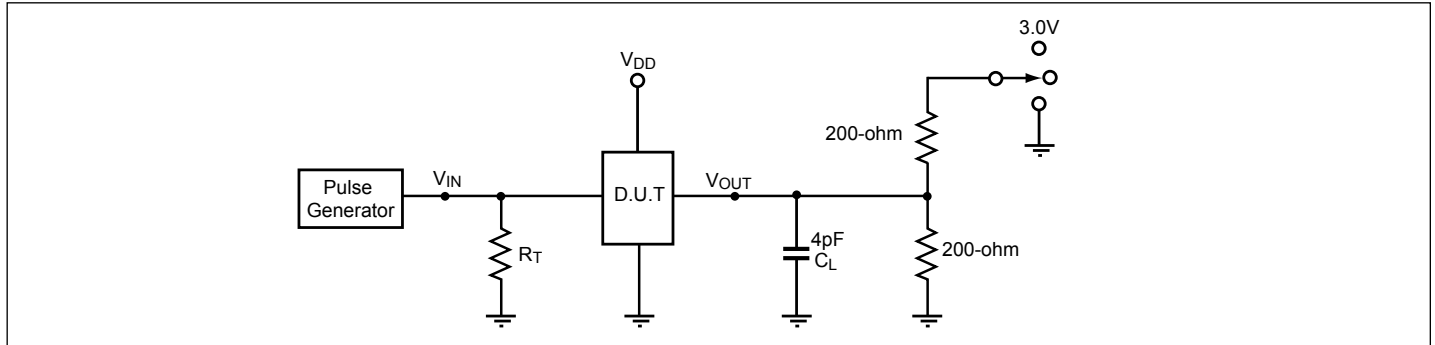 3.0V
VDD
200-ohm
Pulse
Generator
VIN
D.U.T
VOUT
RT
4pF
CL
200-ohm